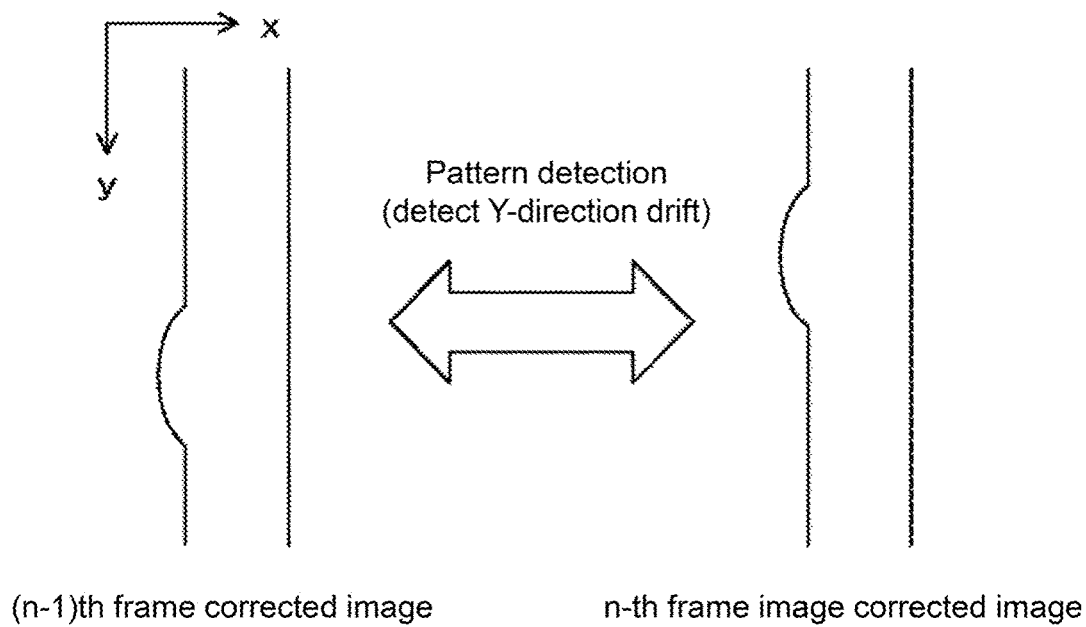 x
y
Pattern detection
(detect Y-direction drift)
(n-1)th frame corrected image
n-th frame image corrected image